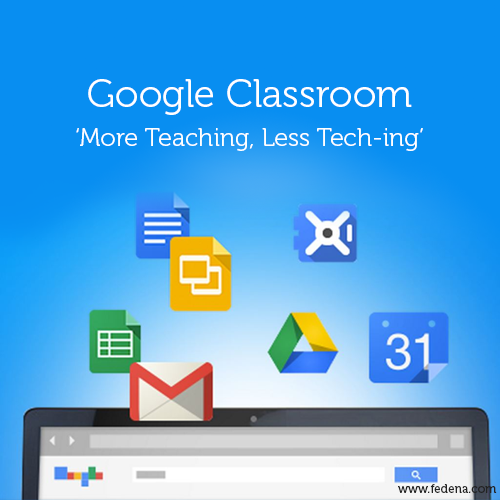 Google Classroom
‘More Teaching, Less Tech-ing’
31
www.fedena.com